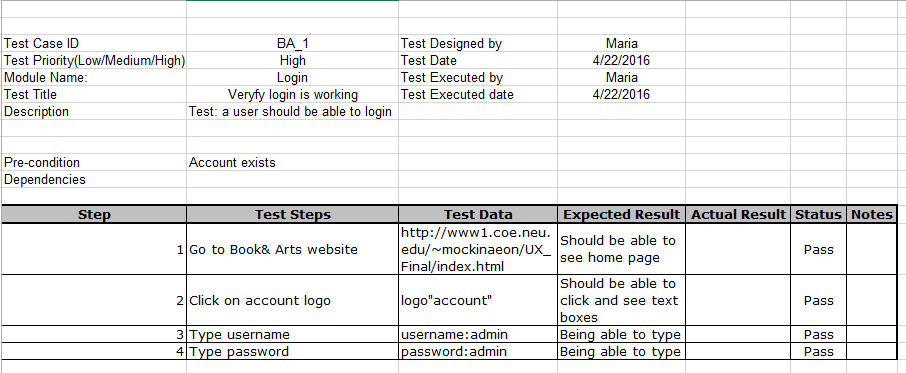 Test Case ID BA_1 Test Designed by Maria
Test Priority(Low/Medium/High) High Test Date 4/22/2016
Module Name: Login Test Executed by Maria
Test Title Veryfy login is working Test Executed date 4/22/2016
Description Test: a user should be able to login
Pre-condition Account exists
Dependencies
Step Test Steps Test Data Expected Result Actual Result Status Notes
1 Go to Book& Arts website
http://www1.coe.neu.
edu/~mockinaeon/UX_
Final/index.html
Should be able to
see home page
Pass
2 Click on account logo
logo"account"
Should be able to
click and see text
boxes
Pass
3 Type username username:admin Being able to type Pass
4 Type password password:admin Being able to type Pass